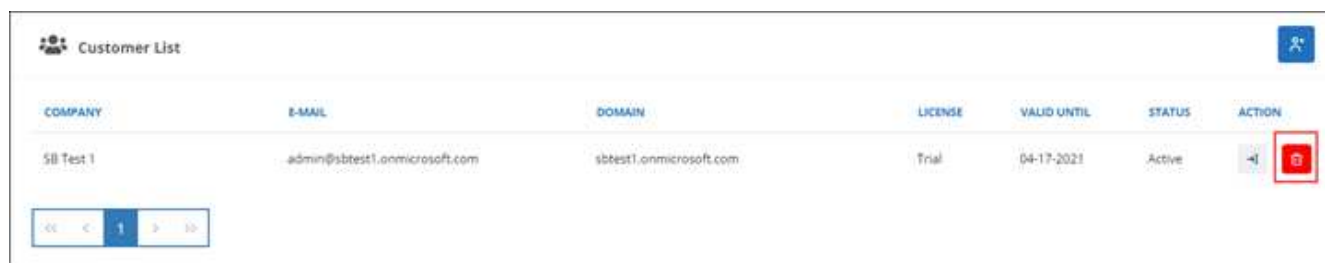 Customer List
COMPANY E-MAIL DOMAIN LICENSE VALID UNTIL STATUS ACTION
SB Test 1 admin@sbtest1.onmicrosoft.com sbtest1.onmicrosoft.com Trial 04-17-2021 Active
<< < 1 > >>